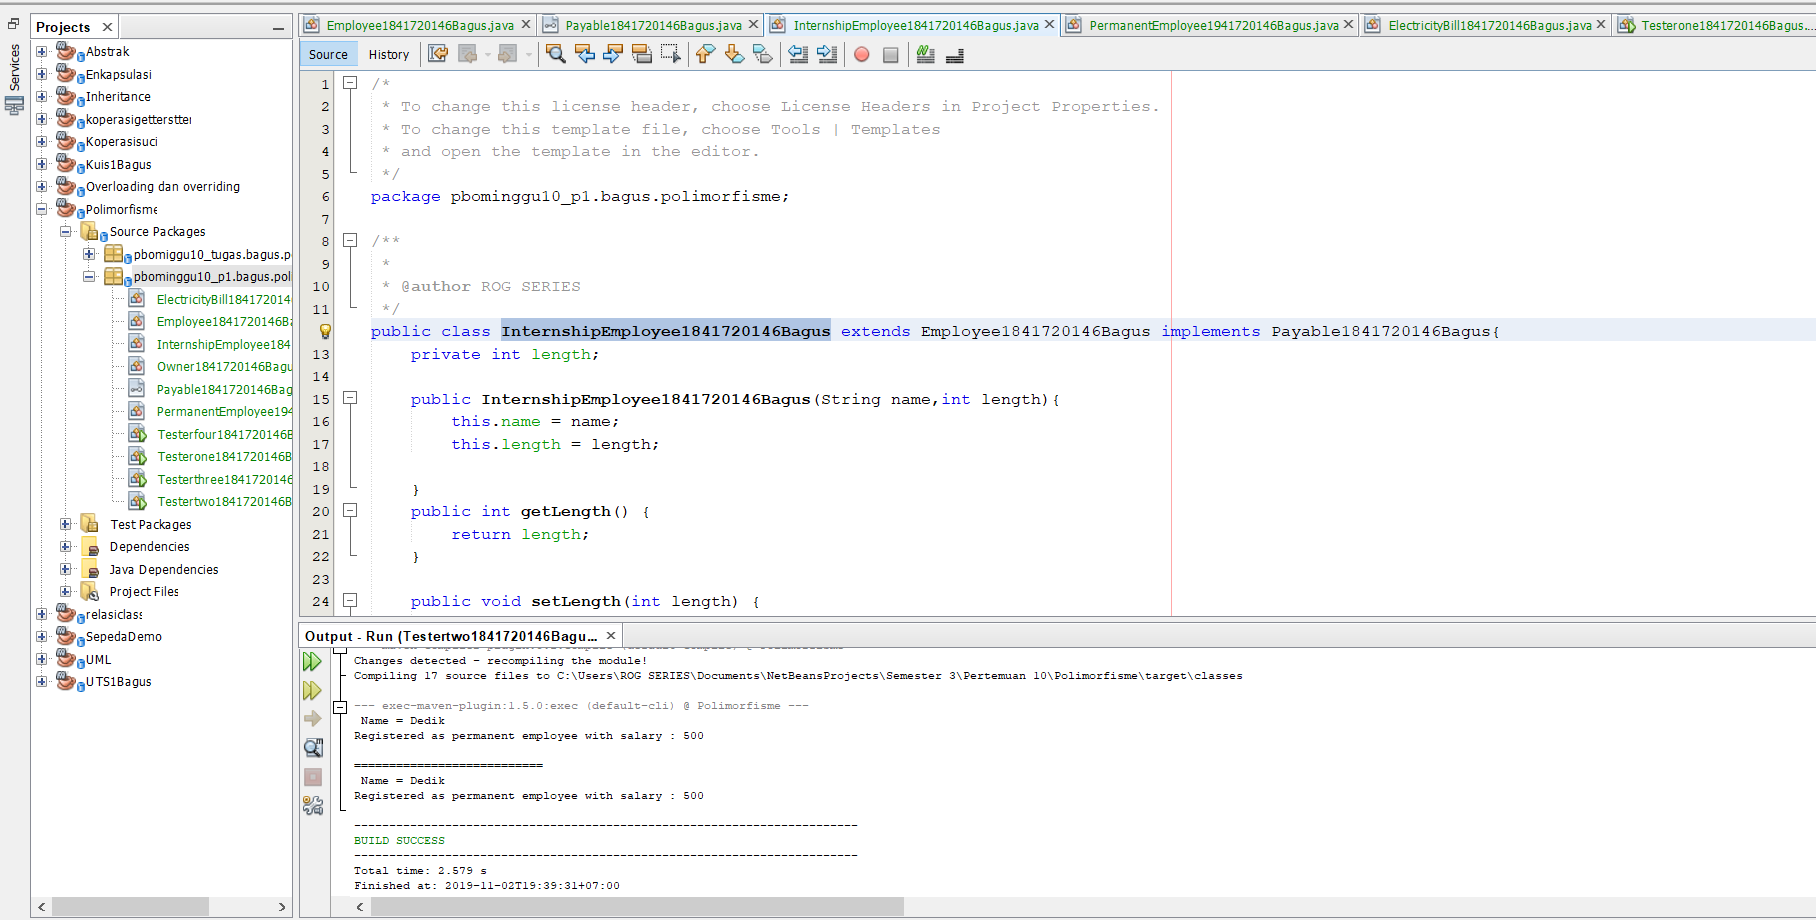 Services
Projects
Abstrak
Enkapsulasi
Inheritance
koperasigetterstter
Koperasisuci
Kuis1Bagus
Overloading dan overriding
Polimorfisme
Source Packages
pbomiggu10_tugas.bagus.p
pbominggu10_p1.bagus.poli
ElectricityBill184172014
Employee1841720146Ba
InternshipEmployee184
Owner1841720146Bagu
Payable1841720146Bag
PermanentEmployee194
Testerfour1841720146B
Testerone1841720146B
Testerthree1841720146
Testertwo1841720146B
Test Packages
Dependencies
Java Dependencies
Project Files
relasiclass
SepedaDemo
UML
UTS1Bagus
Employee1841720146Bagus.java Payable1841720146Bagus.java InternshipEmployee1841720146Bagus.java PermanentEmployee1941720146Bagus.java ElectricityBill1841720146Bagus.java Testerone1841720146Bagus....
Source History
1 /*
2 * To change this license header, choose License Headers in Project Properties.
3 * To change this template file, choose Tools | Templates
4 * and open the template in the editor.
5 */
6 package pbominggu10_p1.bagus.polimorfisme;
7
8 /**
9 *
10 * @author ROG SERIES
11 */
public class InternshipEmployee1841720146Bagus extends Employee1841720146Bagus implements Payable1841720146Bagus{
13 private int length;
14
15 public InternshipEmployee1841720146Bagus(String name,int length){
16 this.name = name;
17 this.length = length;
18
19 }
20 public int getLength() {
21 return length;
22 }
23
24 public void setLength(int length) {
Output - Run (Testertwo1841720146Bagu...
Changes detected - recompiling the module!
Compiling 17 source files to C:\Users\ROG SERIES\Documents\NetBeansProjects\Semester 3\Pertemuan 10\Polimorfisme\target\classes
--- exec-maven-plugin:1.5.0:exec (default-cli) @ Polimorfisme ---
Name = Dedik
Registered as permanent employee with salary : 500
===========================
Name = Dedik
Registered as permanent employee with salary : 500
------------------------------------------------------------------------
BUILD SUCCESS
------------------------------------------------------------------------
Total time: 2.579 s
Finished at: 2019-11-02T19:39:31+07:00